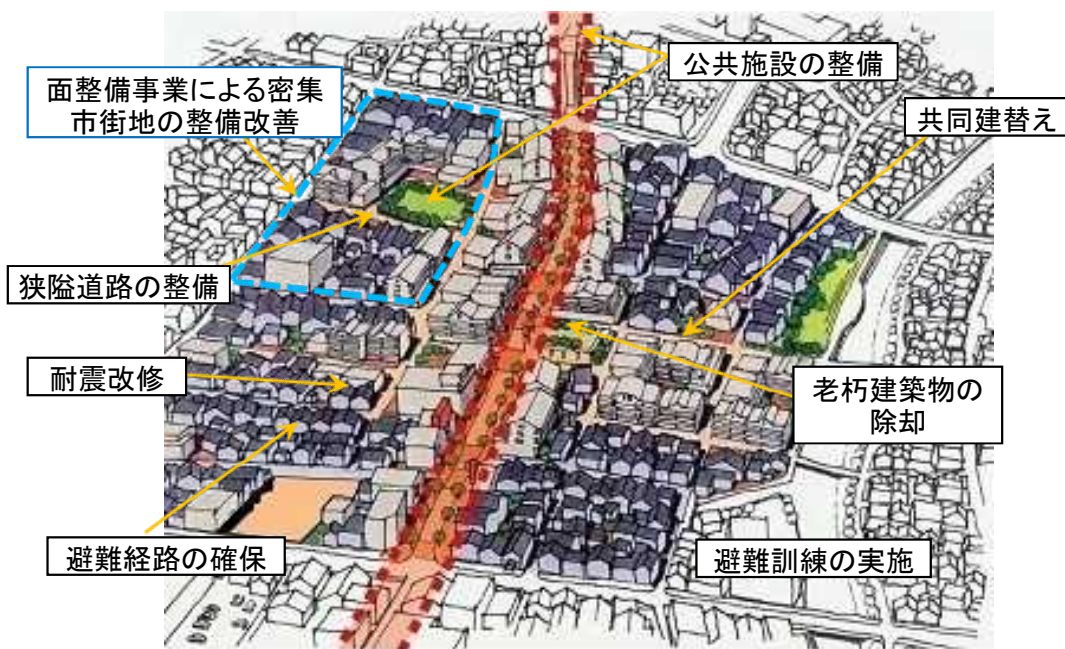 公共施設の整備
面整備事業による密集
市街地の整備改善
共同建替え
狭隘道路の整備
耐震改修
老朽建築物の
除却
避難経路の確保
避難訓練の実施